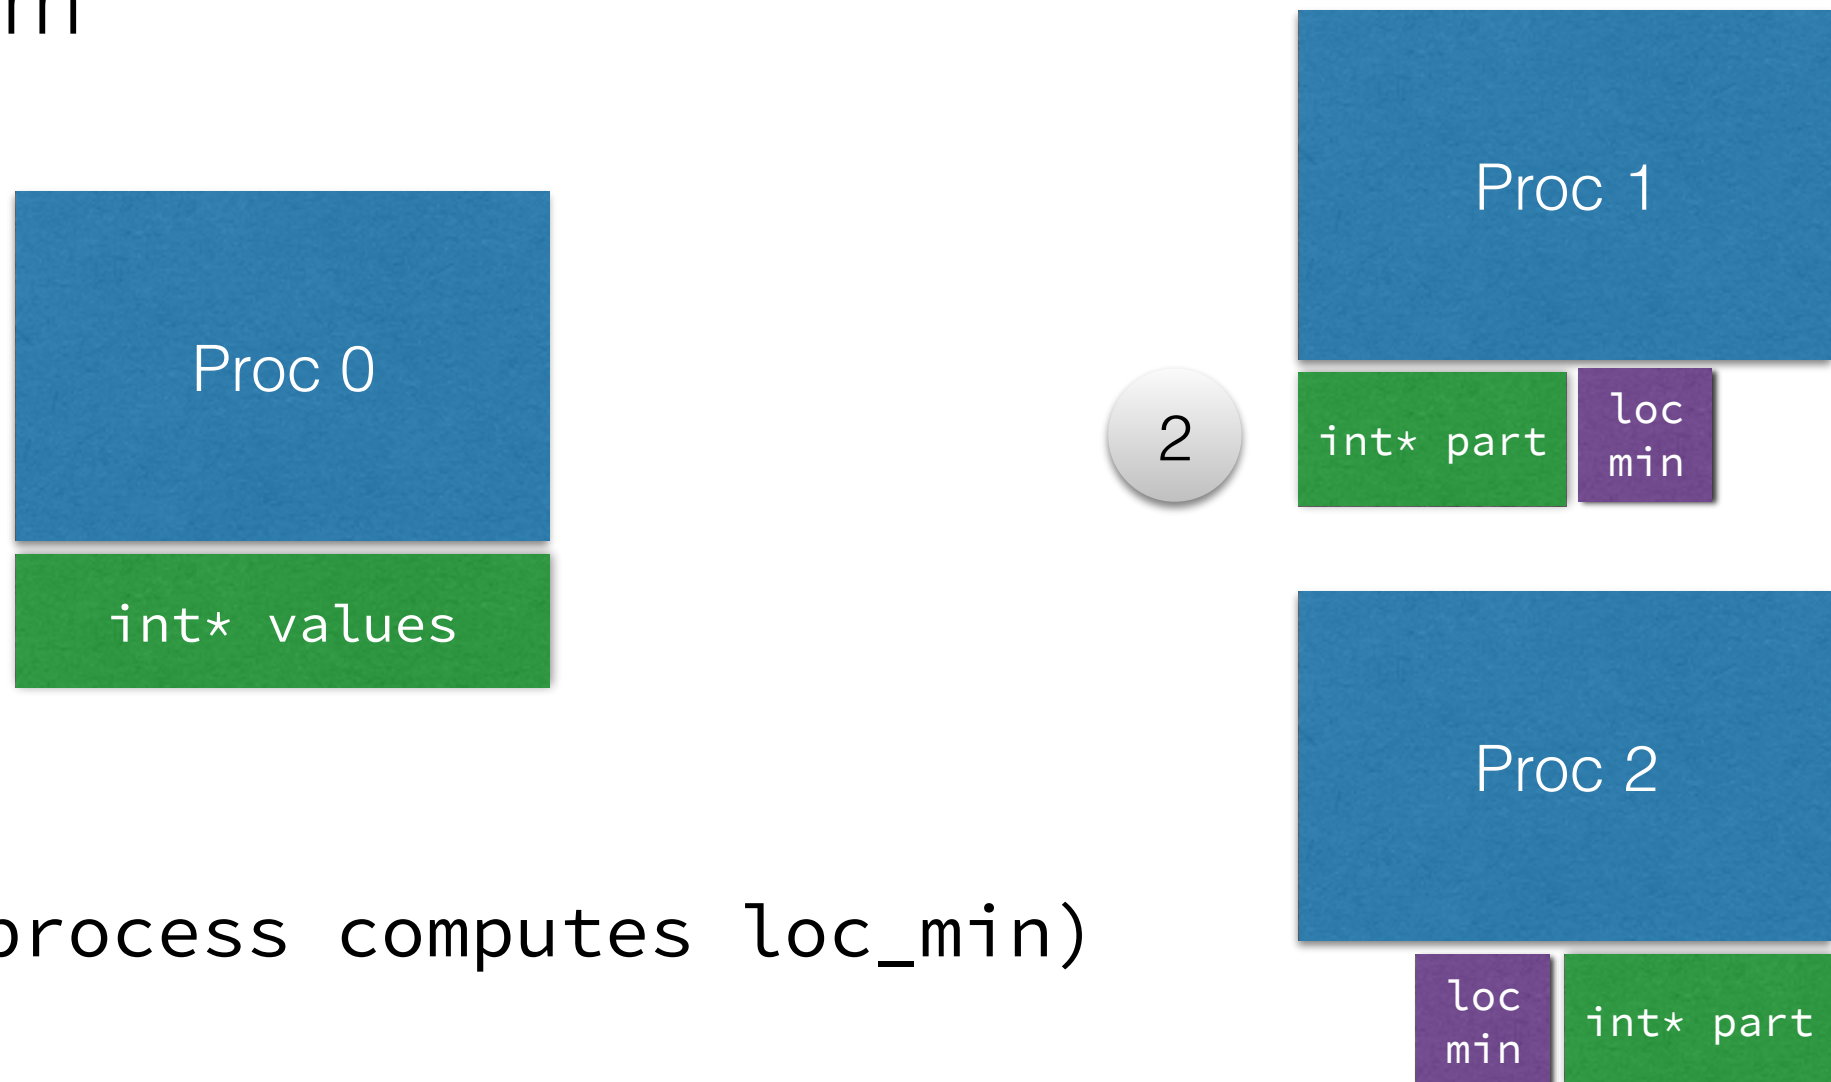 Proc 1
Proc 0
2
int* part
loc
min
int* values
Proc 2
process computes loc_min)
loc
min
int* part